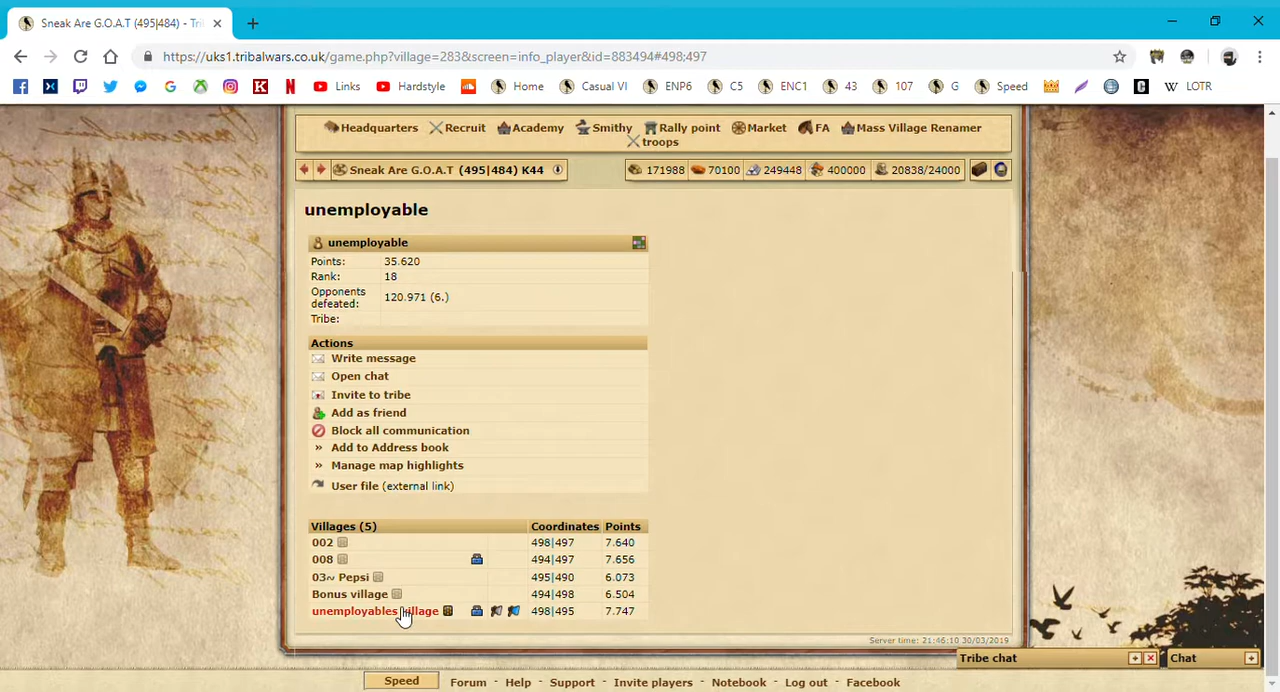 Sneak Are G.O.A.T (495|484) - Tri
https://uks1.tribalwars.co.uk/game.php?village=283&screen=info_player&id=883494#498;497
Links Hardstyle Home Casual VI ENP6 C5 ENC1 43 107 G Speed LOTR
Headquarters Recruit Academy Smithy Rally point Market FA Mass Village Renamer
troops
Sneak Are G.O.A.T (495|484) K44 171988 70100 249448 400000 20838/24000
unemployable
unemployable
Points: 35.620
Rank: 18
Opponents
defeated: 120.971 (6.)
Tribe:
Actions
Write message
Open chat
Invite to tribe
Add as friend
Block all communication
» Add to Address book
» Manage map highlights
User file (external link)
Villages (5) Coordinates Points
002 498|497 7.640
008 494|497 7.656
03~ Pepsi 495|490 6.073
Bonus village 494|498 6.504
unemployables village 498|495 7.747
Server time: 21:46:10 30/03/2019
Tribe chat Chat
Speed Forum - Help - Support - Invite players - Notebook - Log out - Facebook